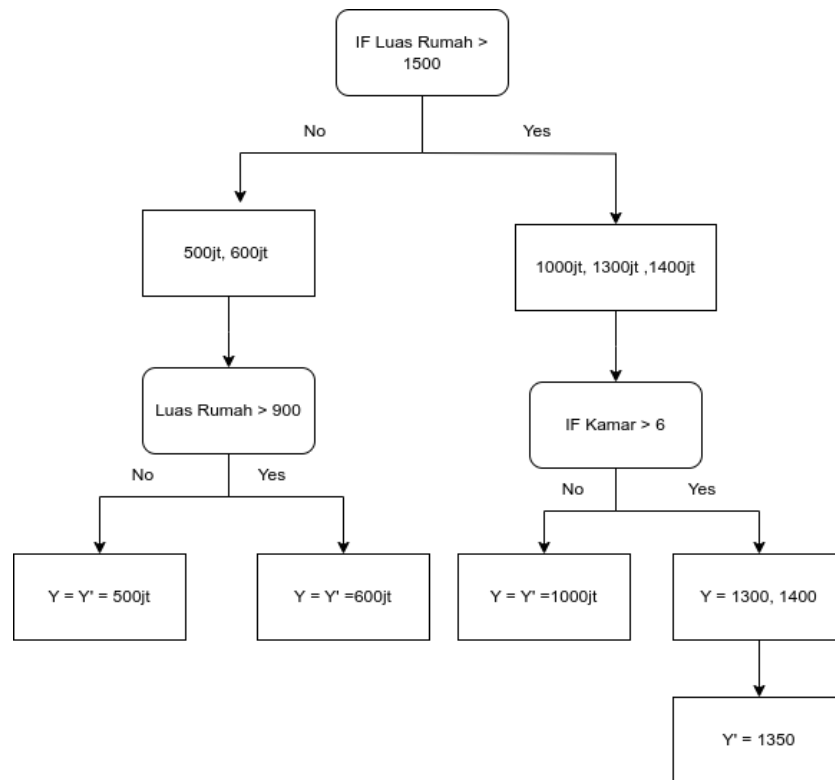 IF Luas Rumah >
1500
No
Yes
500jt, 600jt
1000jt, 1300jt ,1400jt
Luas Rumah > 900
IF Kamar > 6
No
Yes
No
Yes
Y = Y' = 500jt
Y = Y' =600jt
Y = Y' =1000jt
Y = 1300, 1400
Y' = 1350